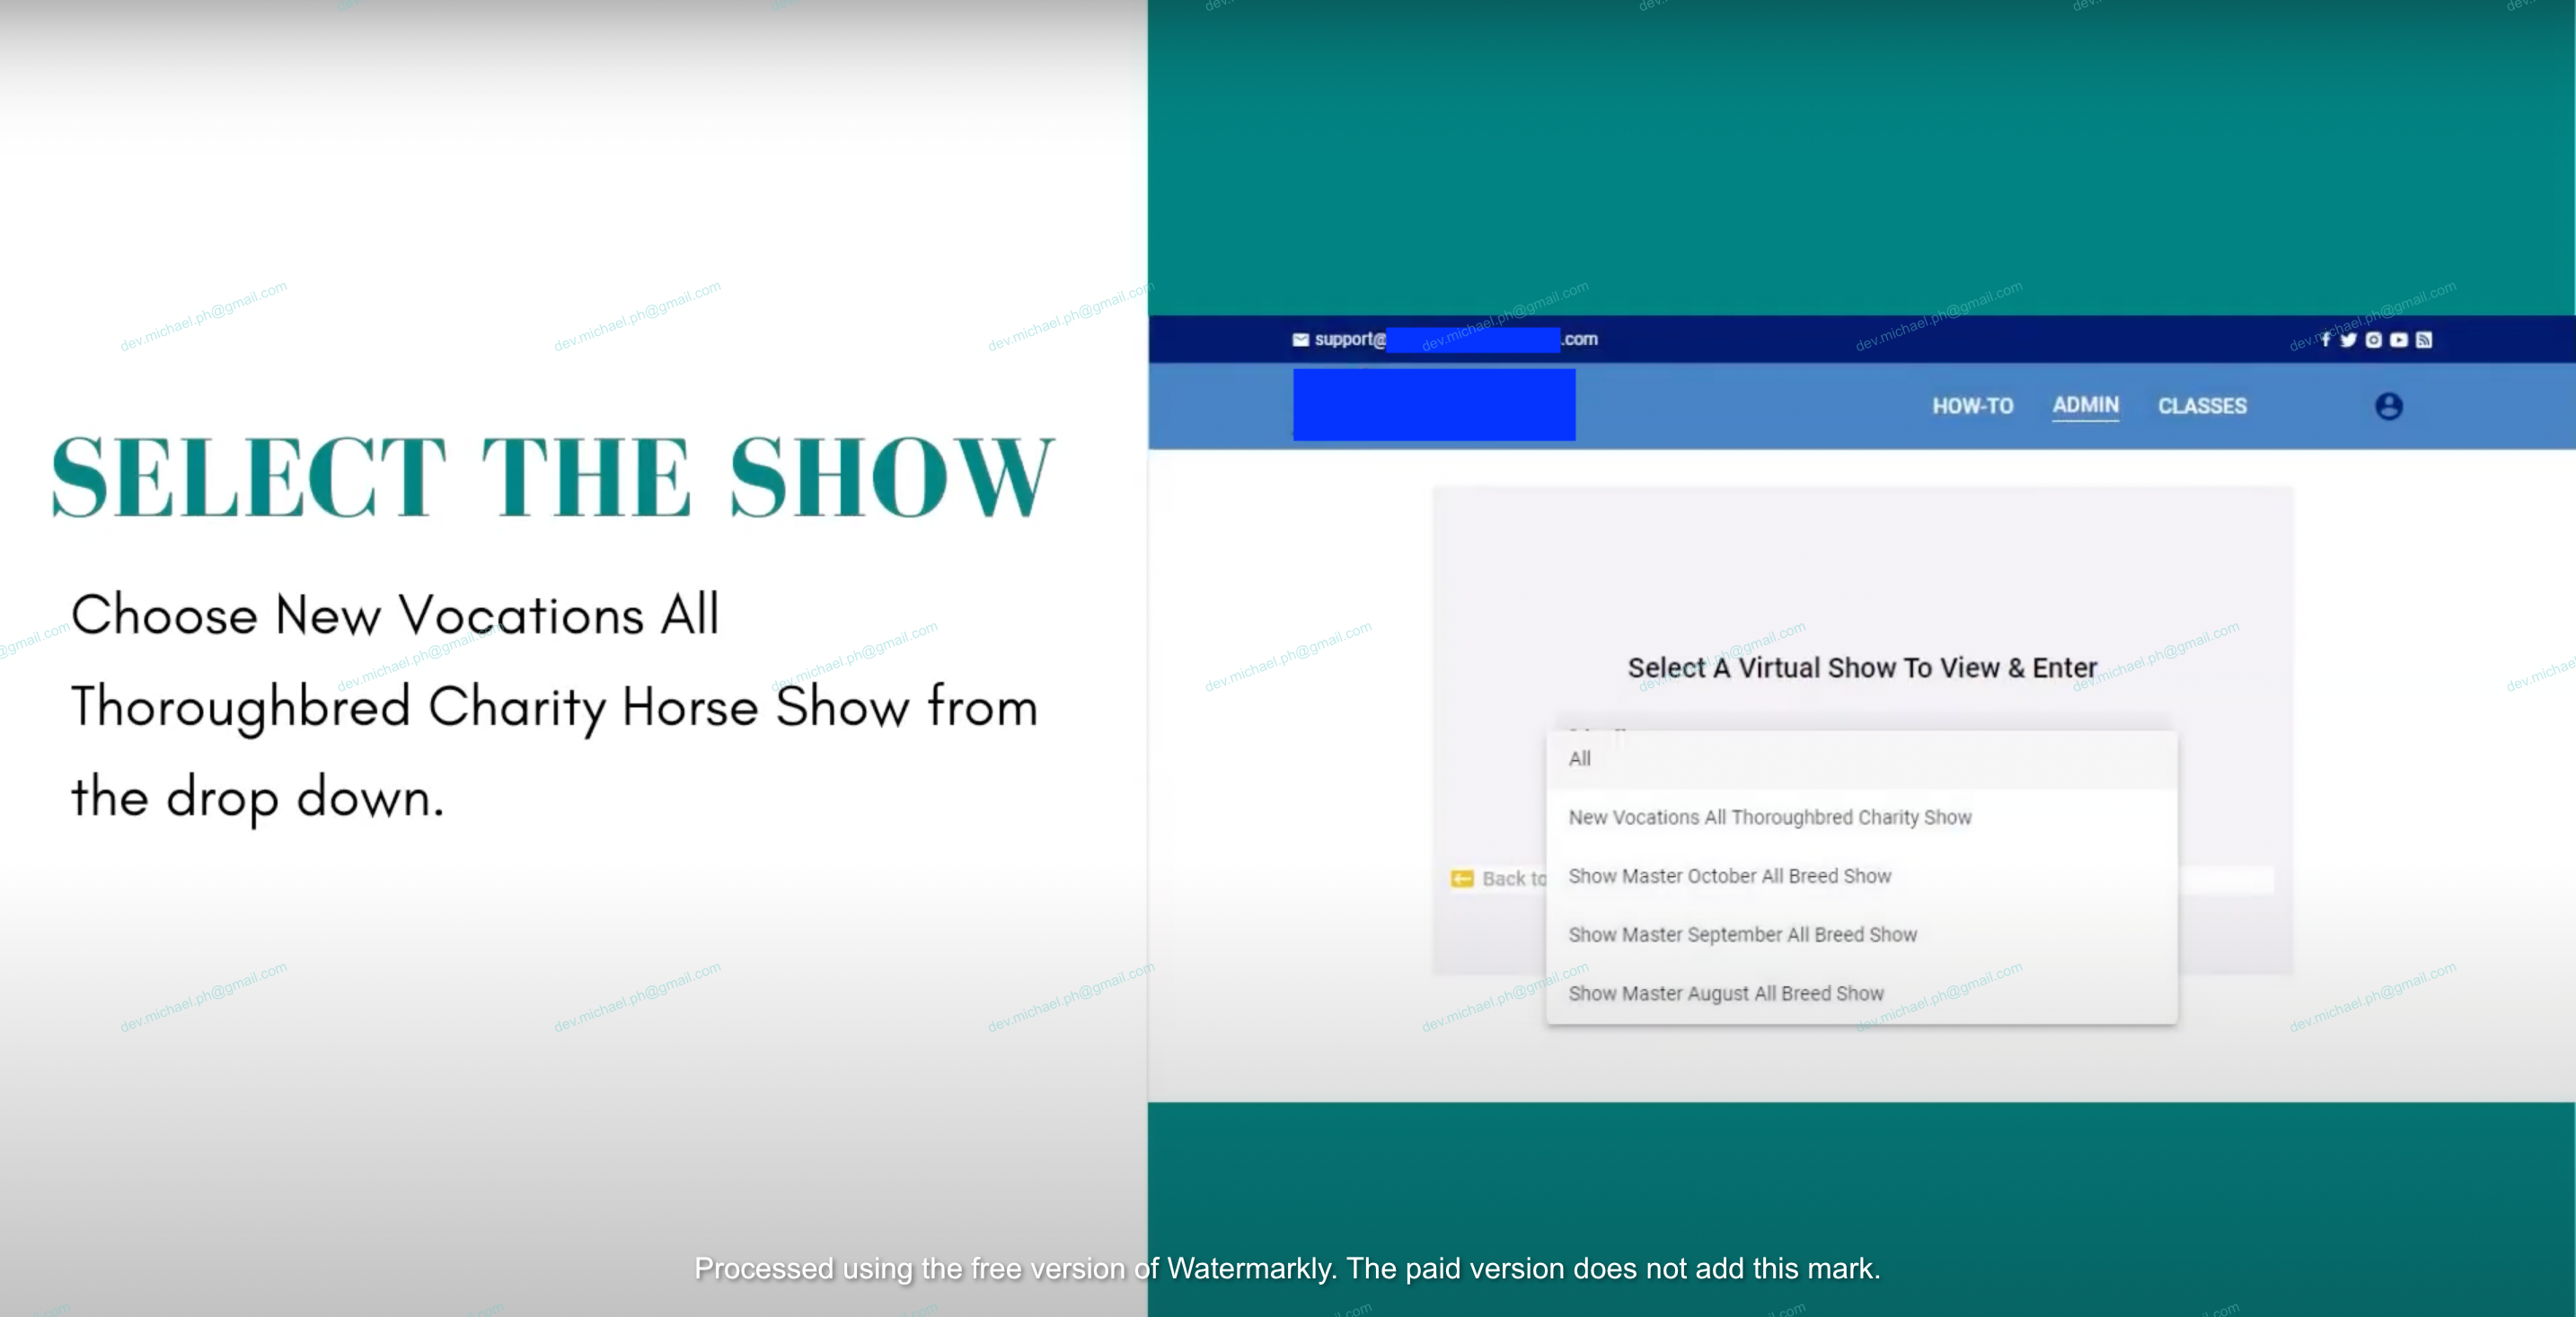 SELECT THE SHOW
Choose New Vocations All
Thoroughbred Charity Horse Show from
the drop down.
support@
.com
HOW-TO ADMIN CLASSES
Select A Virtual Show To View & Enter
All
New Vocations All Thoroughbred Charity Show
Show Master October All Breed Show
Back to
Show Master September All Breed Show
Show Master August All Breed Show
dev.michael.ph@gmail.com
Processed using the free version of Watermarkly. The paid version does not add this mark.